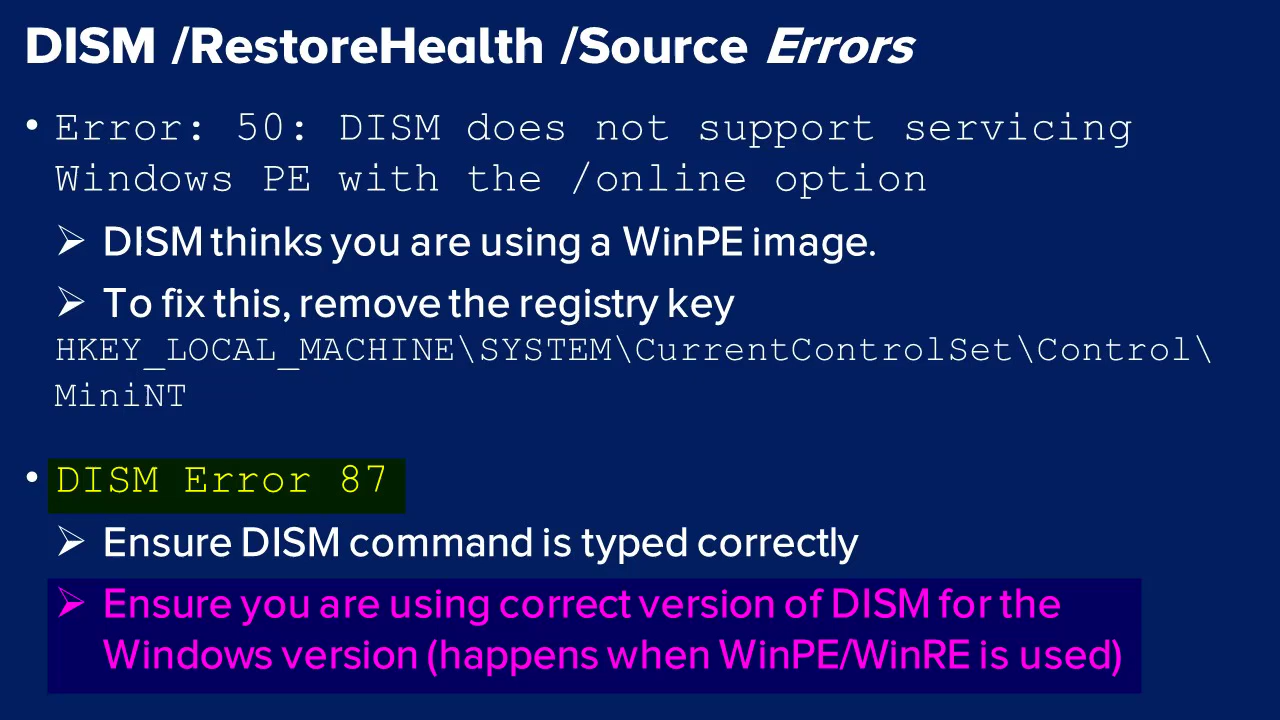 DISM /RestoreHealth /Source Errors
• Error: 50: DISM does not support servicing
Windows PE with the /online option
➢ DISM thinks you are using a WinPE image.
➢ To fix this, remove the registry key
HKEY_LOCAL_MACHINE\SYSTEM\CurrentControlSet\Control\
MiniNT
• DISM Error 87
➢ Ensure DISM command is typed correctly
➢ Ensure you are using correct version of DISM for the
Windows version (happens when WinPE/WinRE is used)